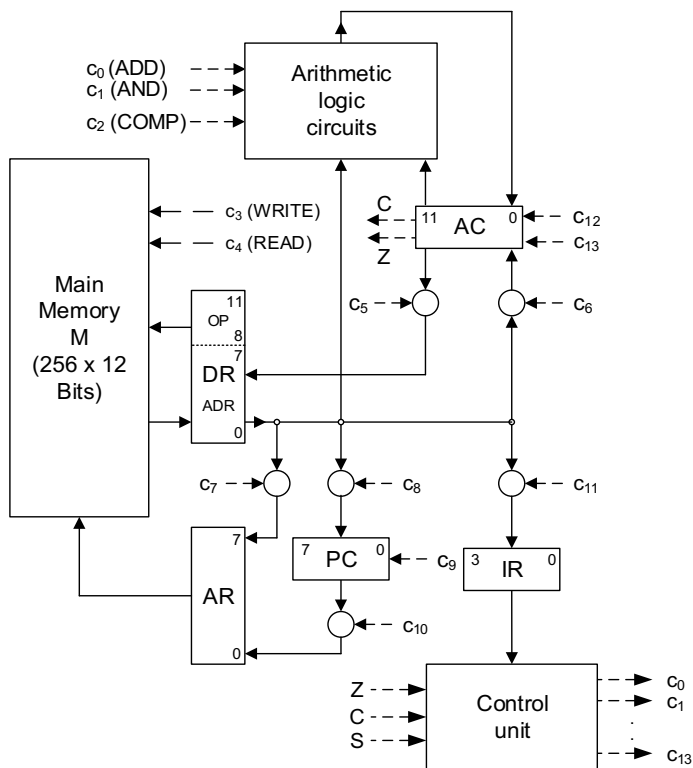 c0 (ADD)
c1 (AND)
c2 (COMP)
Arithmetic
logic
circuits
c3 (WRITE)
c4 (READ)
C
Z
11 AC 0
c12
c13
Main
Memory
M
(256 x 12
Bits)
c5
c6
11
OP
8
7
DR
ADR
0
c7
c8
c11
7
AR
0
7 PC 0
c9
3 IR 0
c10
Z
C
S
Control
unit
c0
c1
.
.
c13